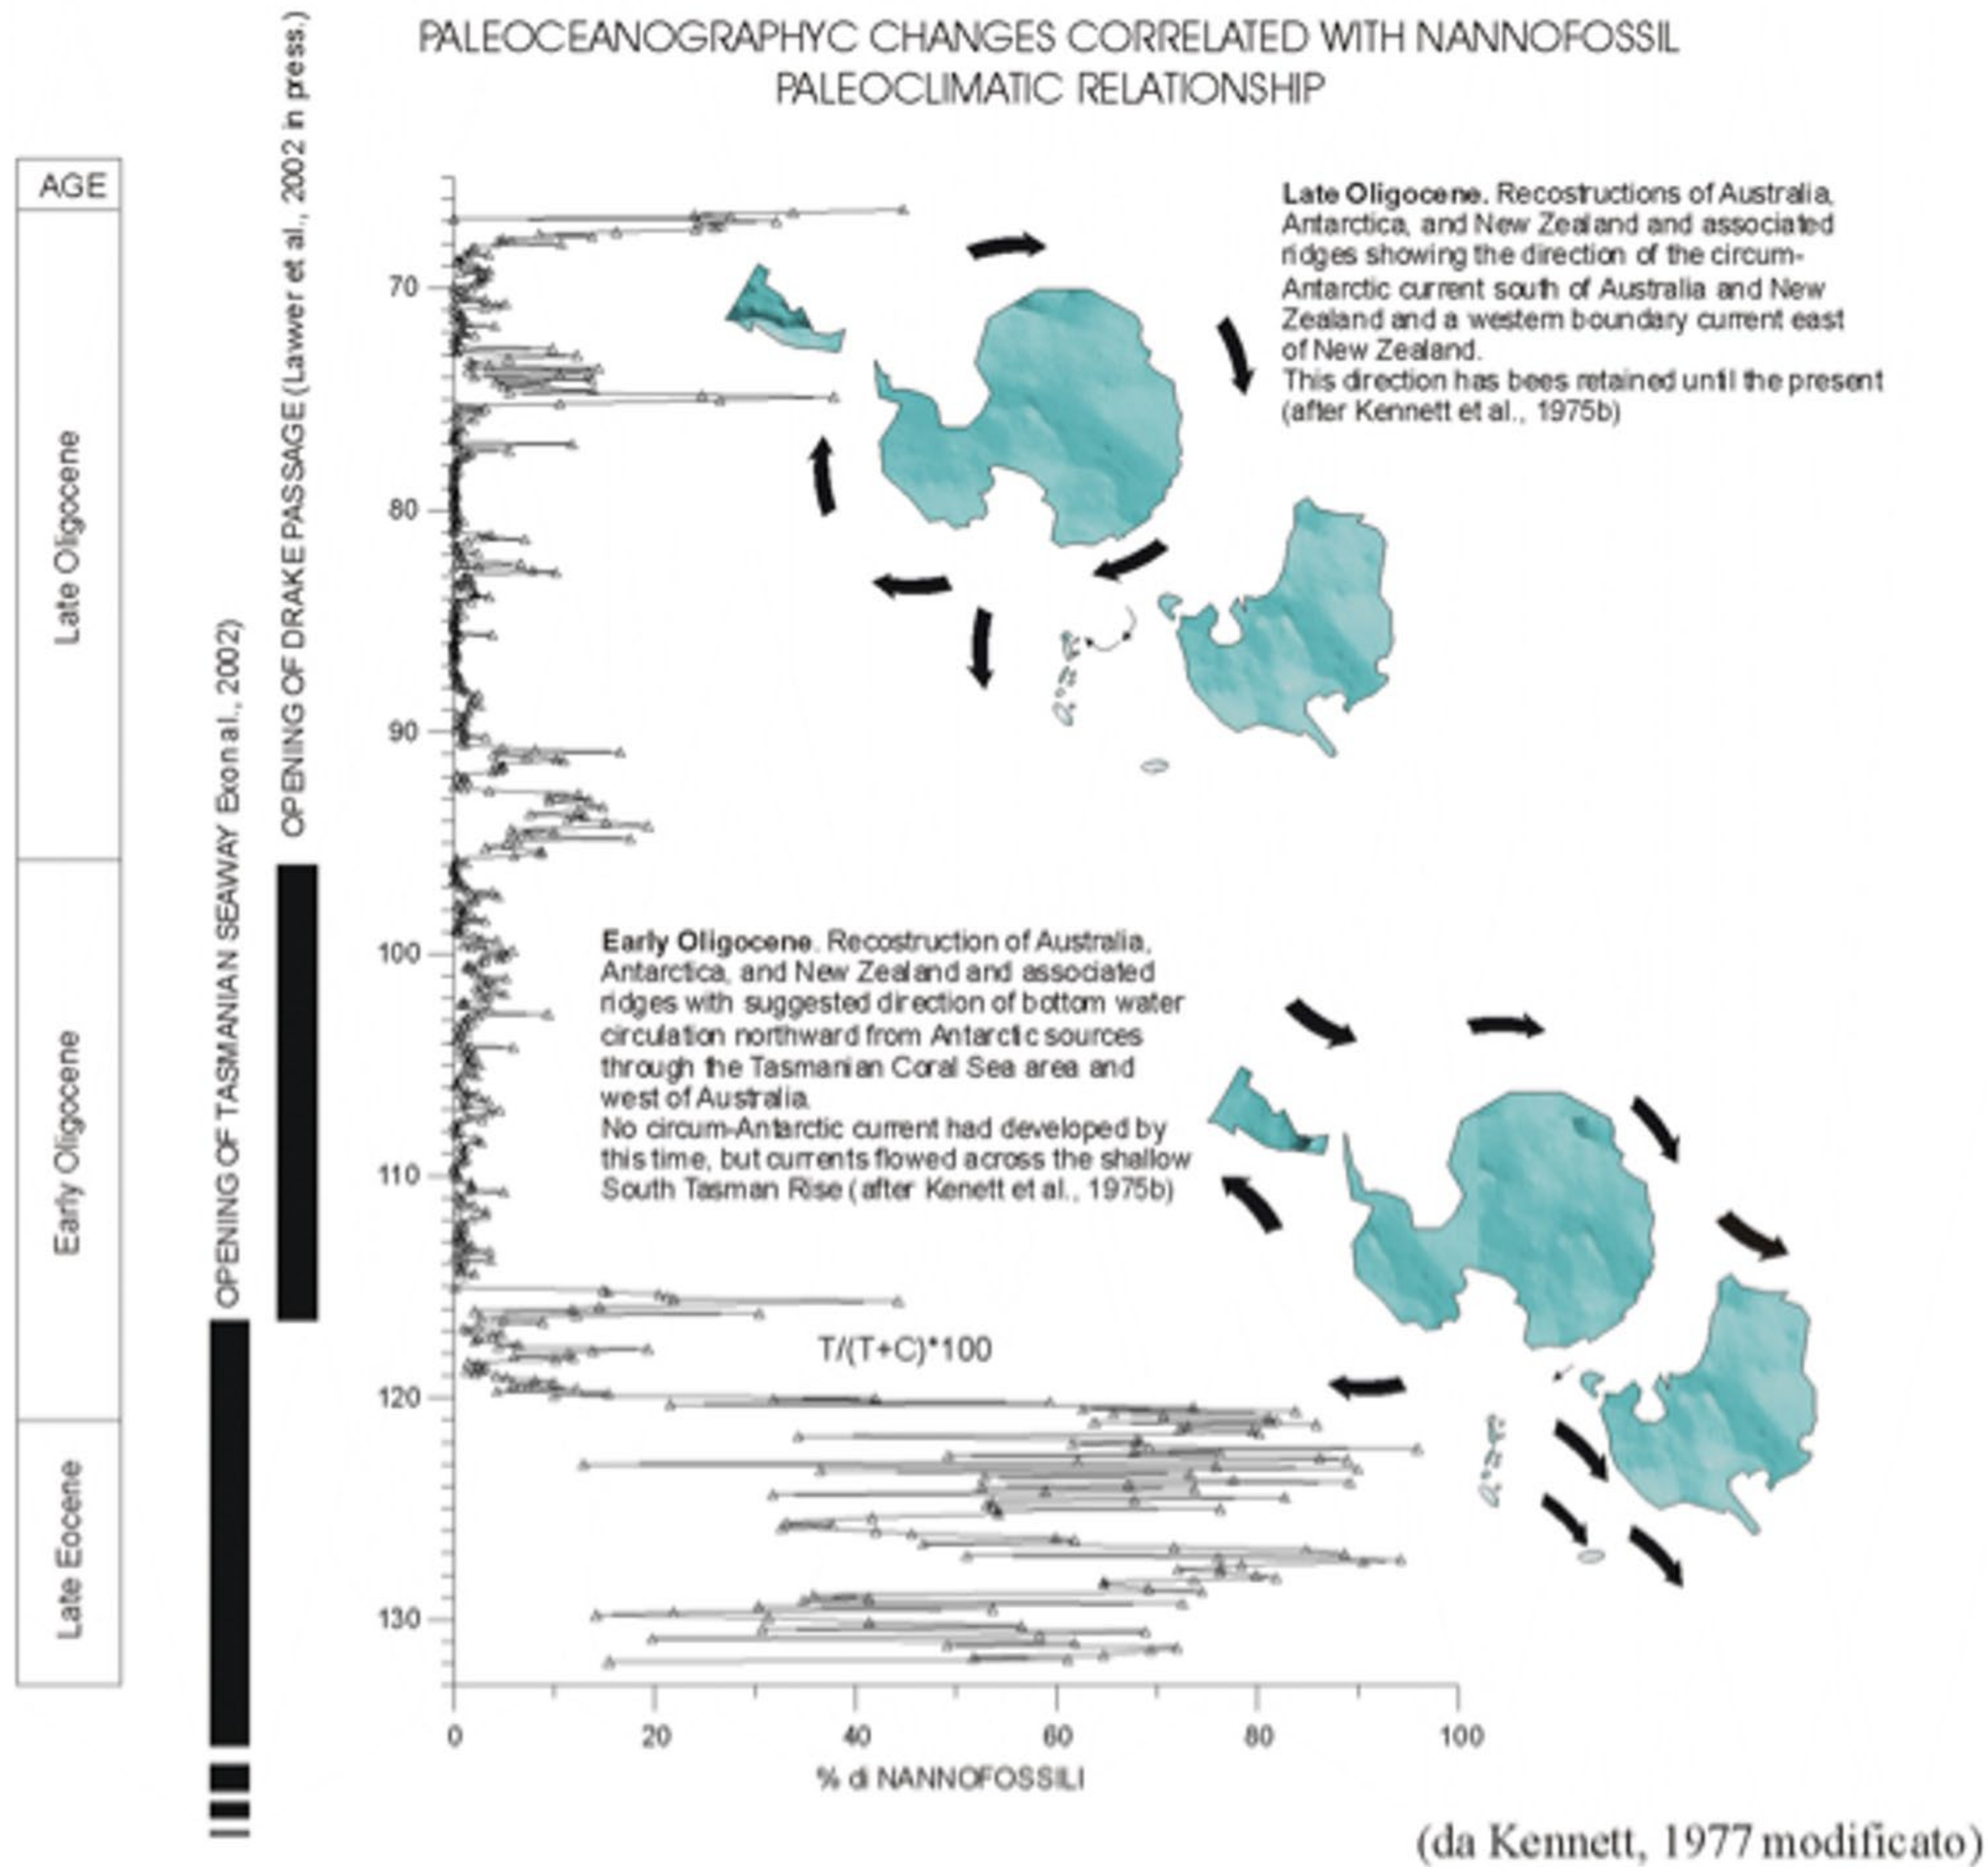 PALEOCEANOGRAPHYC CHANGES CORRELATED WITH NANNOFOSSIL
PALEOCLIMATIC RELATIONSHIP
AGE
Late Oligocene
Early Oligocene
Late Eocene
OPENING OF TASMANIAN SEAWAY Exon al., 2002)
OPENING OF DRAKE PASSAGE (Lawer et al., 2002 in press.)
70
80
90
100
110
120
130
Late Oligocene. Recostructions of Australia,
Antarctica, and New Zealand and associated
ridges showing the direction of the circum-
Antarctic current south of Australia and New
Zealand and a western boundary current east
of New Zealand.
This direction has bees retained until the present
(after Kennett et al., 1975b)
Early Oligocene. Recostruction of Australia,
Antarctica, and New Zealand and associated
ridges with suggested direction of bottom water
circulation northward from Antarctic sources
through the Tasmanian Coral Sea area and
west of Australia.
No circum-Antarctic current had developed by
this time, but currents flowed across the shallow
South Tasman Rise (after Kenett et al., 1975b)
T/(T+C)*100
0 20 40 60 80 100
% di NANNOFOSSILI
(da Kennett, 1977 modificato)